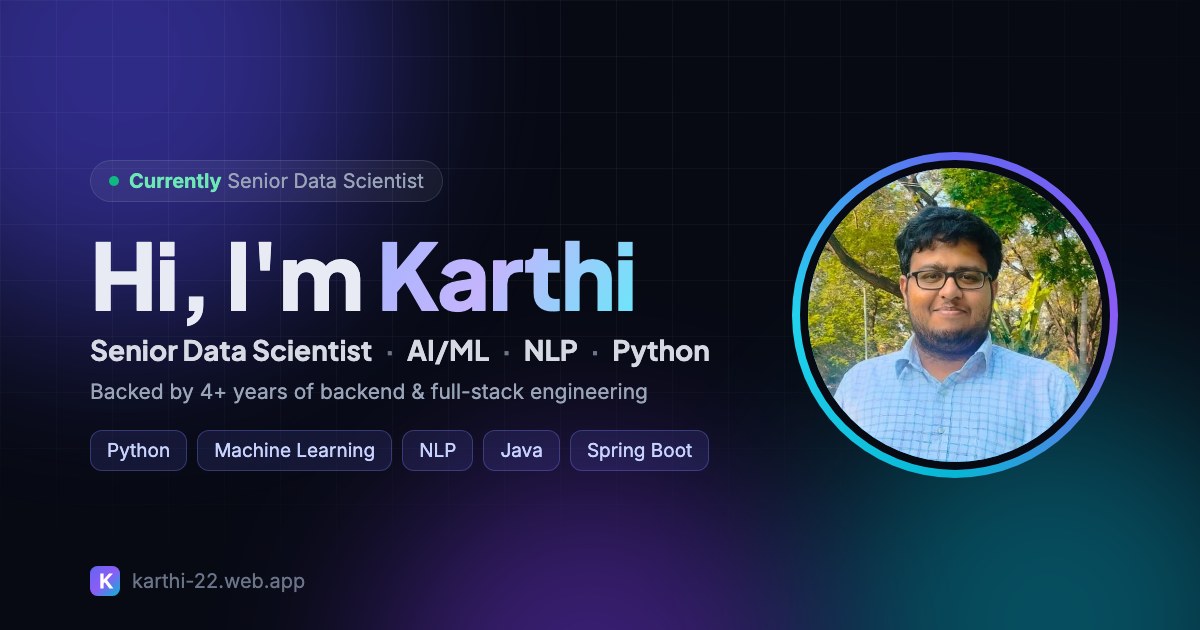 Currently Senior Data Scientist
Hi, I'm Karthi
Senior Data Scientist · AI/ML · NLP · Python
Backed by 4+ years of backend & full-stack engineering
Python Machine Learning NLP Java Spring Boot
K karthi-22.web.app